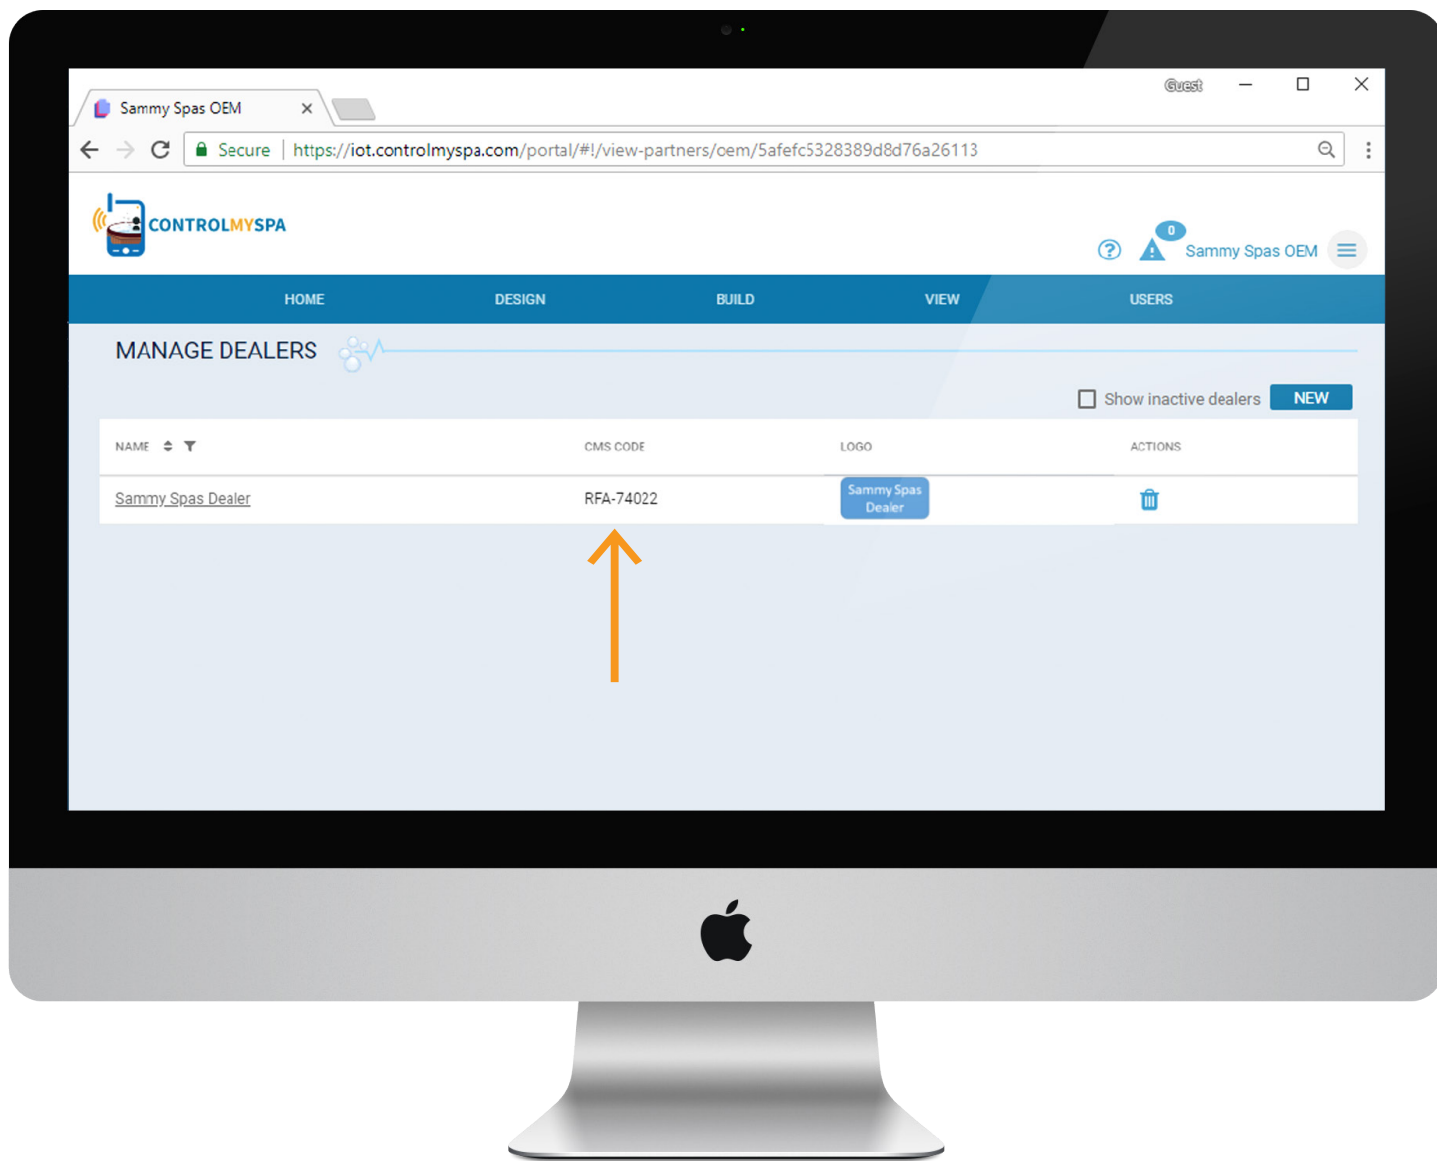 Guest
Sammy Spas OEM
Secure https://iot.controlmyspa.com/portal/#!/view-partners/oem/5afefc5328389d8d76a26113
CONTROLMYSPA
0
Sammy Spas OEM
HOME DESIGN BUILD VIEW USERS
MANAGE DEALERS
Show inactive dealers NEW
NAME CMS CODE LOGO ACTIONS
Sammy Spas Dealer RFA-74022 Sammy Spas
Dealer